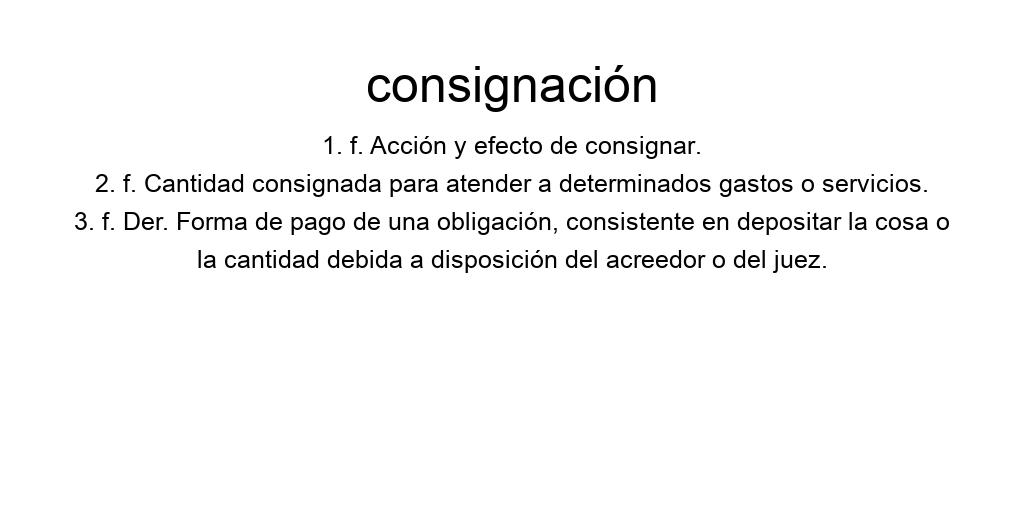 consignación
1. f. Acción y efecto de consignar.
2. f. Cantidad consignada para atender a determinados gastos o servicios.
3. f. Der. Forma de pago de una obligación, consistente en depositar la cosa o
la cantidad debida a disposición del acreedor o del juez.